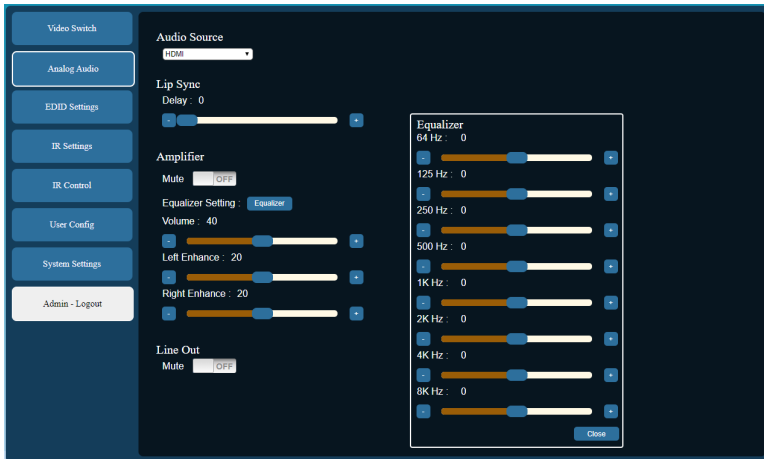 Video Switch
Analog Audio
EDID Settings
IR Settings
IR Control
User Config
System Settings
Admin - Logout
Audio Source
HDMI
Lip Sync
Delay : 0
- +
Amplifier
Mute OFF
Equalizer Setting : Equalizer
Volume : 40
- +
Left Enhance : 20
- +
Right Enhance : 20
- +
Line Out
Mute OFF
Equalizer
64 Hz : 0
- +
125 Hz : 0
- +
250 Hz : 0
- +
500 Hz : 0
- +
1K Hz : 0
- +
2K Hz : 0
- +
4K Hz : 0
- +
8K Hz : 0
- +
Close